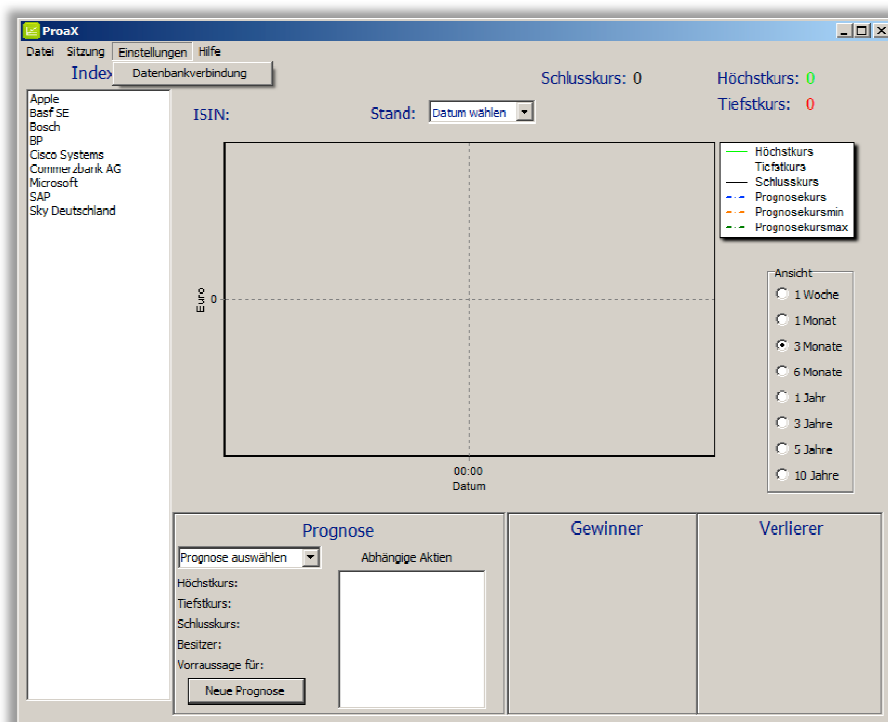 ProaX
Datei Sitzung Einstellungen Hilfe
Datenbankverbindung
Index
Apple
Basf SE
Bosch
BP
Cisco Systems
Commerzbank AG
Microsoft
SAP
Sky Deutschland
Schlusskurs: 0
Höchstkurs: 0
Tiefstkurs: 0
ISIN:
Stand: Datum wählen
Höchstkurs
Tiefstkurs
Schlusskurs
Prognosekurs
Prognosekursmin
Prognosekursmax
Euro
0
00:00
Datum
Ansicht
1 Woche
1 Monat
3 Monate
6 Monate
1 Jahr
3 Jahre
5 Jahre
10 Jahre
Prognose
Prognose auswählen
Abhängige Aktien
Höchstkurs:
Tiefstkurs:
Schlusskurs:
Besitzer:
Vorraussage für:
Neue Prognose
Gewinner
Verlierer